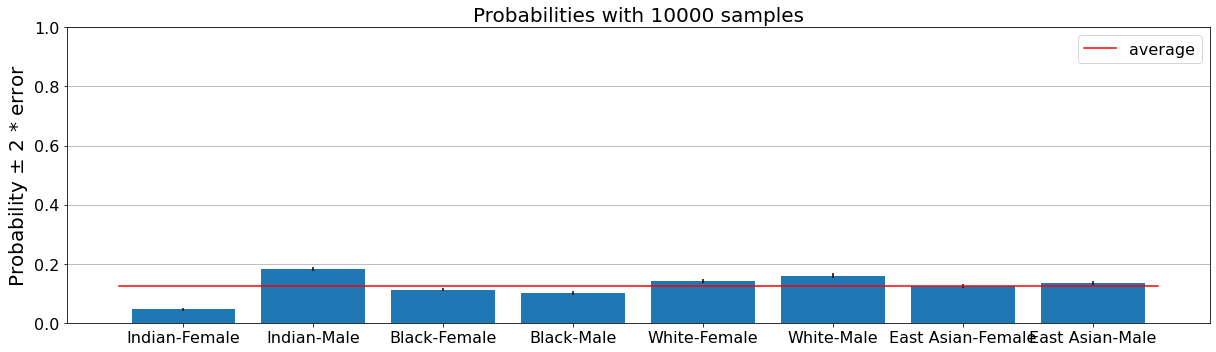 Probabilities with 10000 samples
Probability ± 2 * error
1.0
0.8
0.6
0.4
0.2
0.0
average
Indian-Female Indian-Male Black-Female Black-Male White-Female White-Male East Asian-Female East Asian-Male